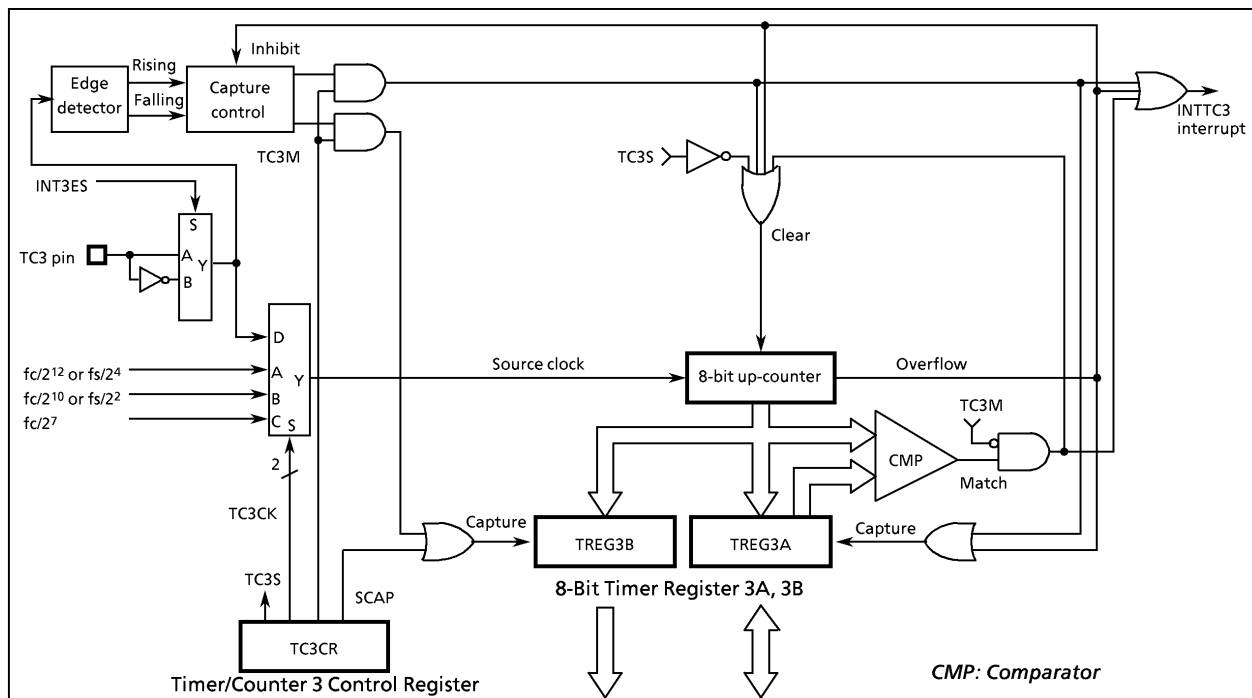 Inhibit
Rising
Edge
detector
Falling
Capture
control
TC3M
INTTC3
interrupt
TC3S
INT3ES
S
Clear
TC3 pin
A
Y
B
D
fc/2¹² or fs/2⁴
A
Y
Source clock
8-bit up-counter
Overflow
fc/2¹⁰ or fs/2²
B
fc/2⁷
C S
TC3M
CMP
Match
2
TC3CK
Capture
Capture
TREG3B
TREG3A
TC3S
SCAP
8-Bit Timer Register 3A, 3B
TC3CR
Timer/Counter 3 Control Register
CMP: Comparator